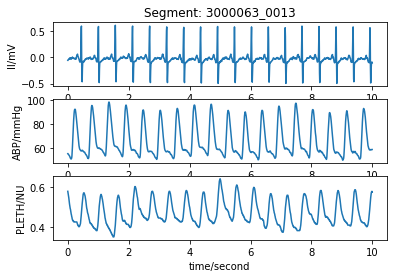 Segment: 3000063_0013
II/mV
0.5
0.0
−0.5
0 2 4 6 8 10
ABP/mmHg
100
80
60
0 2 4 6 8 10
PLETH/NU
0.6
0.4
0 2 4 6 8 10
time/second